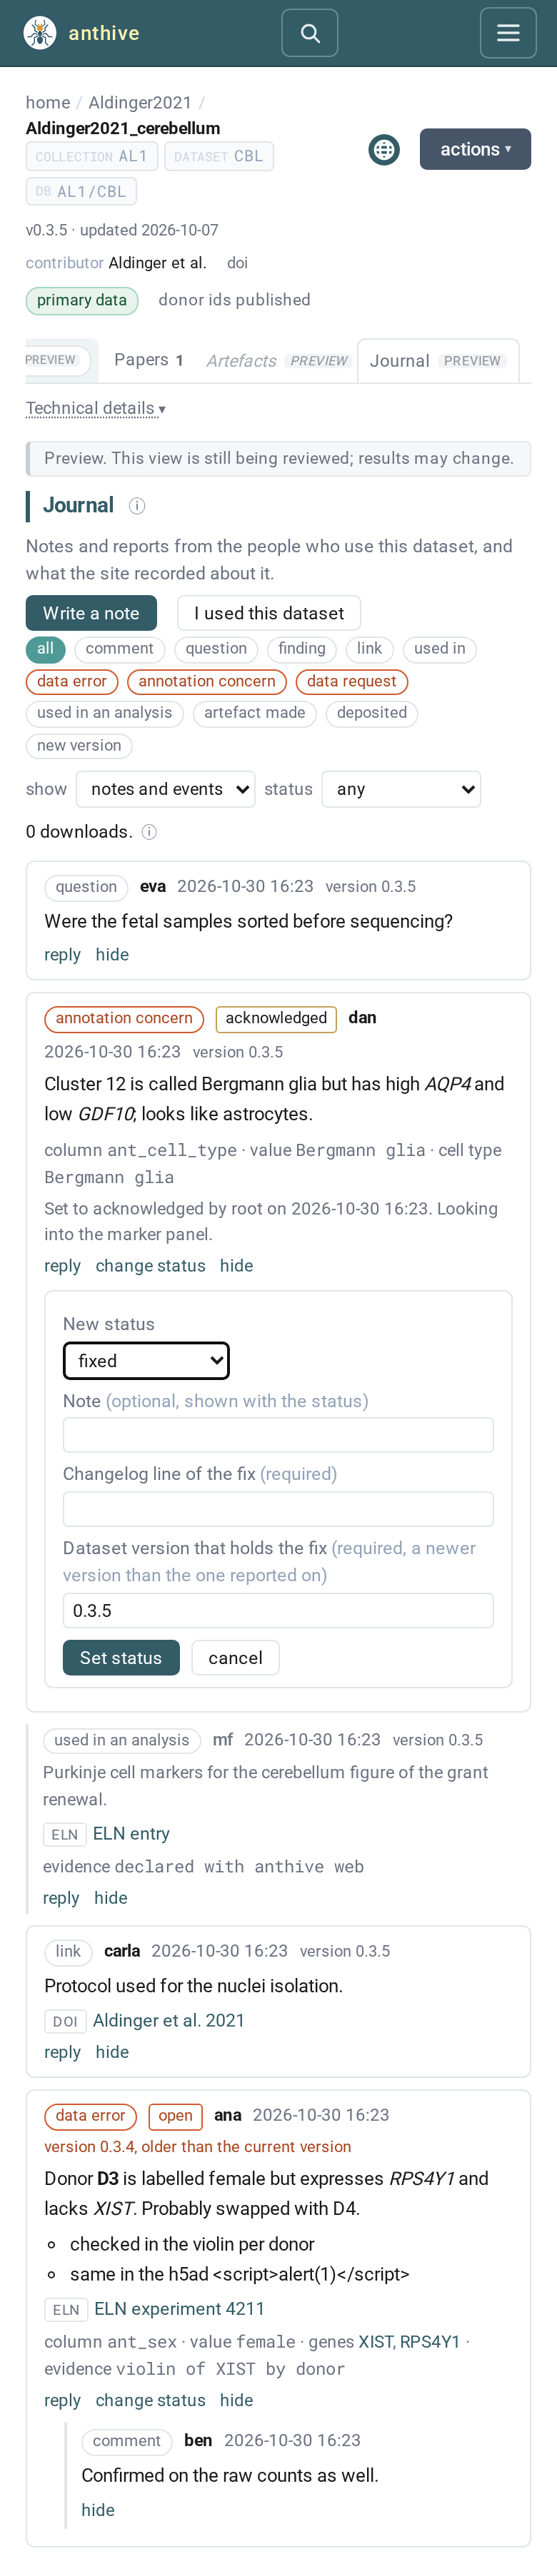 anthive
home / Aldinger2021 /
Aldinger2021_cerebellum
COLLECTION AL1 DATASET CBL
DB AL1/CBL
actions ▾
v0.3.5 · updated 2026-10-07
contributor Aldinger et al. doi
primary data donor ids published
PREVIEW Papers 1 Artefacts PREVIEW Journal PREVIEW
Technical details ▾
Preview. This view is still being reviewed; results may change.
Journal ⓘ
Notes and reports from the people who use this dataset, and
what the site recorded about it.
Write a note I used this dataset
all comment question finding link used in
data error annotation concern data request
used in an analysis artefact made deposited
new version
show notes and events status any
0 downloads. ⓘ
question eva 2026-10-30 16:23 version 0.3.5
Were the fetal samples sorted before sequencing?
reply hide
annotation concern acknowledged dan
2026-10-30 16:23 version 0.3.5
Cluster 12 is called Bergmann glia but has high AQP4 and
low GDF10; looks like astrocytes.
column ant_cell_type · value Bergmann glia · cell type
Bergmann glia
Set to acknowledged by root on 2026-10-30 16:23. Looking
into the marker panel.
reply change status hide
New status
fixed
Note (optional, shown with the status)
Changelog line of the fix (required)
Dataset version that holds the fix (required, a newer
version than the one reported on)
0.3.5
Set status cancel
used in an analysis mf 2026-10-30 16:23 version 0.3.5
Purkinje cell markers for the cerebellum figure of the grant
renewal.
ELN ELN entry
evidence declared with anthive web
reply hide
link carla 2026-10-30 16:23 version 0.3.5
Protocol used for the nuclei isolation.
DOI Aldinger et al. 2021
reply hide
data error open ana 2026-10-30 16:23
version 0.3.4, older than the current version
Donor D3 is labelled female but expresses RPS4Y1 and
lacks XIST. Probably swapped with D4.
checked in the violin per donor
same in the h5ad <script>alert(1)</script>
ELN ELN experiment 4211
column ant_sex · value female · genes XIST, RPS4Y1 ·
evidence violin of XIST by donor
reply change status hide
comment ben 2026-10-30 16:23
Confirmed on the raw counts as well.
hide